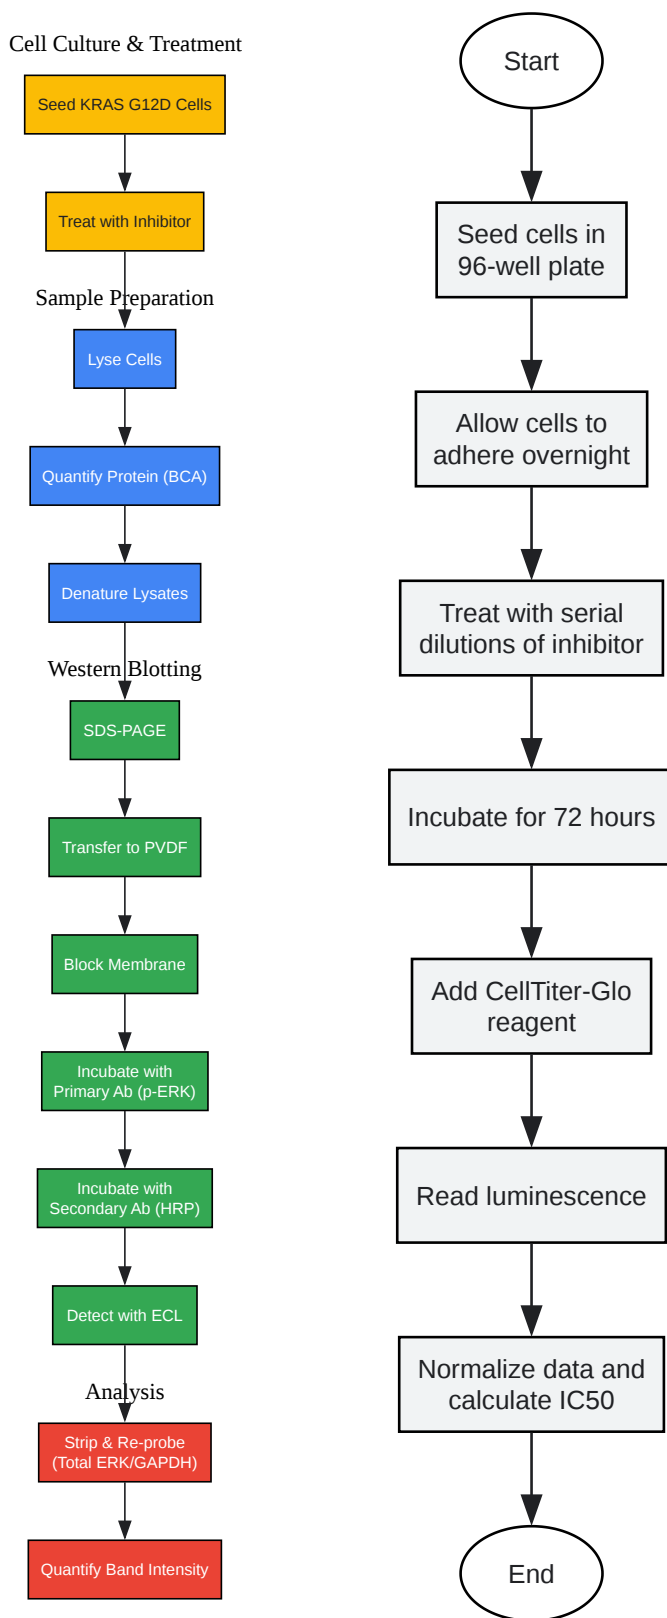 Cell Culture & Treatment
Seed KRAS G12D Cells
Treat with Inhibitor
Sample Preparation
Lyse Cells
Quantify Protein (BCA)
Denature Lysates
Western Blotting
SDS-PAGE
Transfer to PVDF
Block Membrane
Incubate with
Primary Ab (p-ERK)
Incubate with
Secondary Ab (HRP)
Detect with ECL
Analysis
Strip & Re-probe
(Total ERK/GAPDH)
Quantify Band Intensity
Start
Seed cells in
96-well plate
Allow cells to
adhere overnight
Treat with serial
dilutions of inhibitor
Incubate for 72 hours
Add CellTiter-Glo
reagent
Read luminescence
Normalize data and
calculate IC50
End